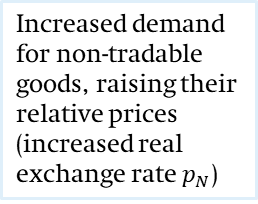 Increased demand
for non-tradable
goods, raising their
relative prices
(increased real
exchange rate p_N)